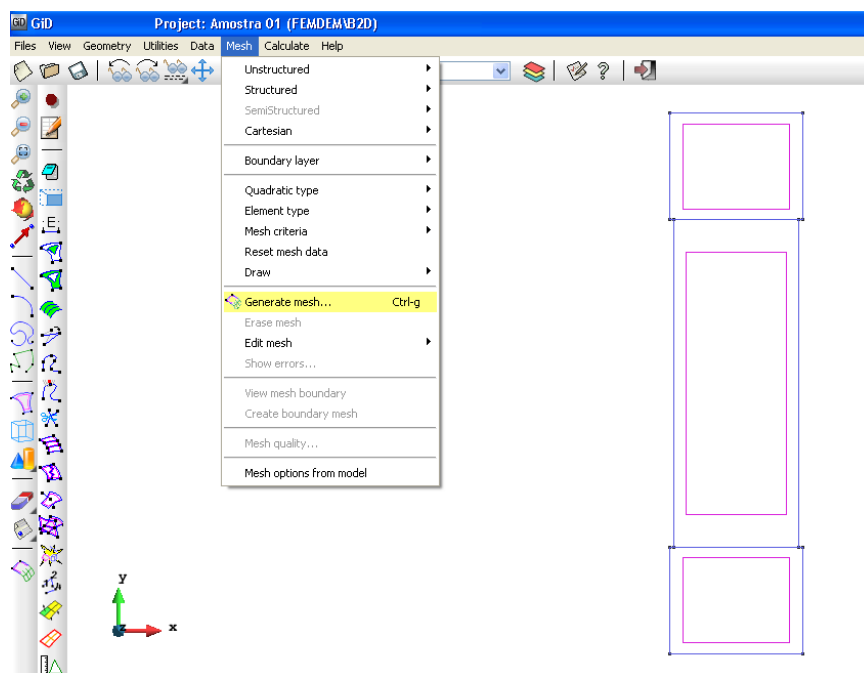 GiD GiD Project: Amostra 01 (FEMDEM\B2D)
Files View Geometry Utilities Data Mesh Calculate Help
Unstructured
Structured
SemiStructured
Cartesian
Boundary layer
Quadratic type
Element type
Mesh criteria
Reset mesh data
Draw
Generate mesh... Ctrl-g
Erase mesh
Edit mesh
Show errors...
View mesh boundary
Create boundary mesh
Mesh quality...
Mesh options from model
E
y
z x